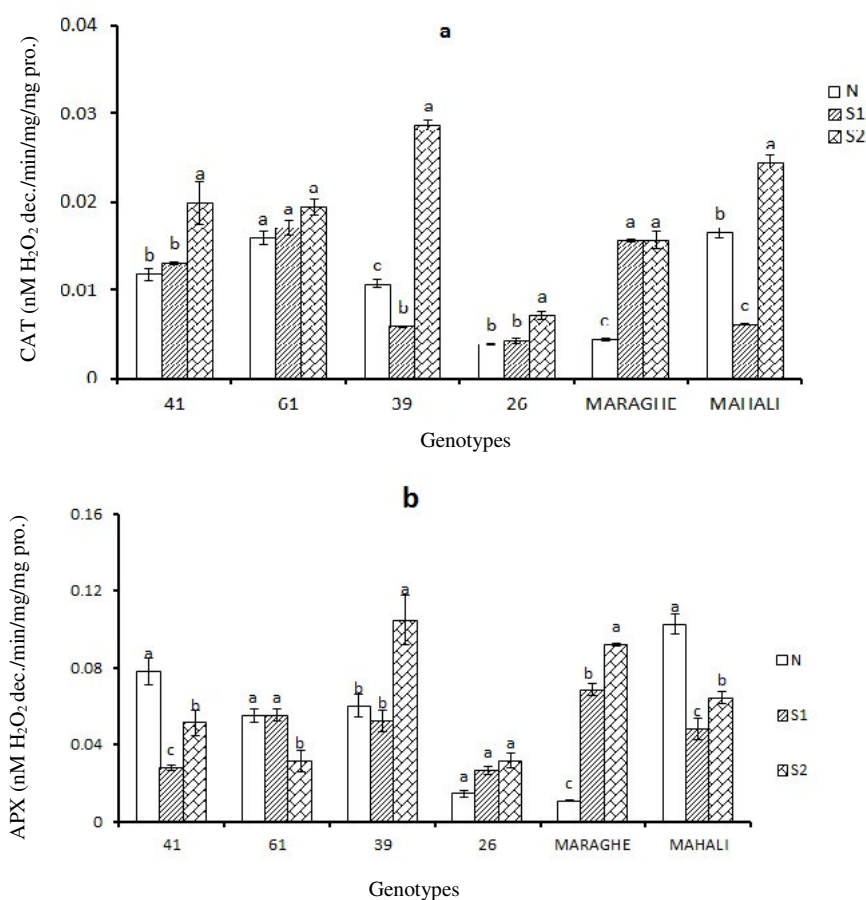 a
CAT (nM H₂O₂ dec./min/mg/mg pro.)
0.04
0.03
0.02
0.01
0
N
S1
S2
b b a
a a a
c b a
b b a
c a a
b c a
41 61 39 26 MARAGHE MAHALI
Genotypes
b
APX (nM H₂O₂ dec./min/mg/mg pro.)
0.16
0.12
0.08
0.04
0
N
S1
S2
a c b
a a b
b b a
a a a
c b a
a c b
41 61 39 26 MARAGHE MAHALI
Genotypes